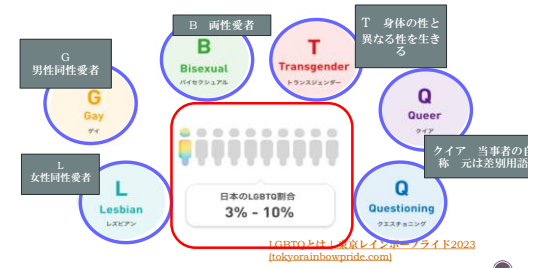 G
男性同性愛者
B　両性愛者
T　身体の性と
異なる性を生き
る
B
Bisexual
バイセクシュアル
T
Transgender
トランスジェンダー
G
Gay
ゲイ
Q
Queer
クイア
クイア　当事者の自
称　元は差別用語
L
女性同性愛者
L
Lesbian
レズビアン
日本のLGBTQ割合
3% - 10%
Q
Questioning
クエスチョニング
LGBTQとは | 東京レインボープライド2023
(tokyorainbowpride.com)